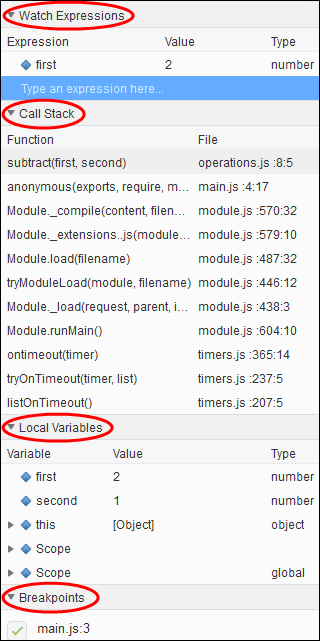 Watch Expressions
Expression Value Type
first 2 number
Type an expression here...
Call Stack
Function File
subtract(first, second) operations.js :8:5
anonymous(exports, require, m... main.js :4:17
Module._compile(content, filen... module.js :570:32
Module._extensions..js(module... module.js :579:10
Module.load(filename) module.js :487:32
tryModuleLoad(module, filename) module.js :446:12
Module._load(request, parent, i... module.js :438:3
Module.runMain() module.js :604:10
ontimeout(timer) timers.js :365:14
tryOnTimeout(timer, list) timers.js :237:5
listOnTimeout() timers.js :207:5
Local Variables
Variable Value Type
first 2 number
second 1 number
this [Object] object
Scope
Scope global
Breakpoints
main.js:3